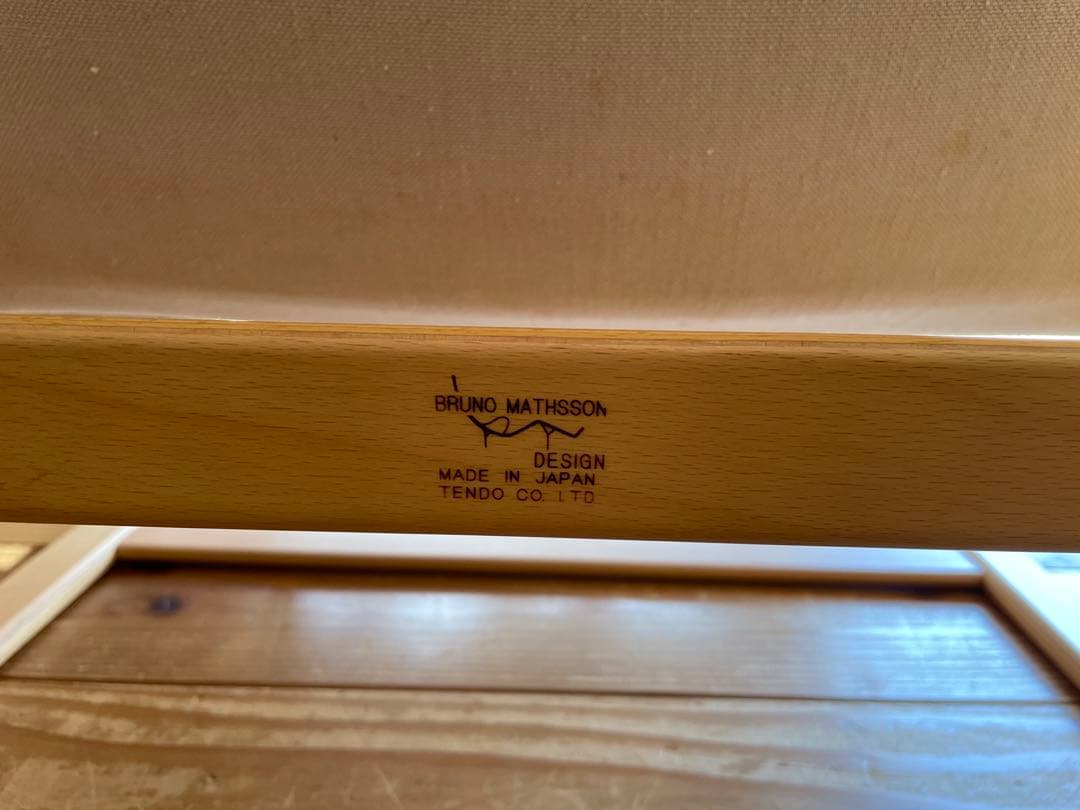 BRUNO MATHSSON
DESIGN
MADE IN JAPAN
TENDO CO. LTD